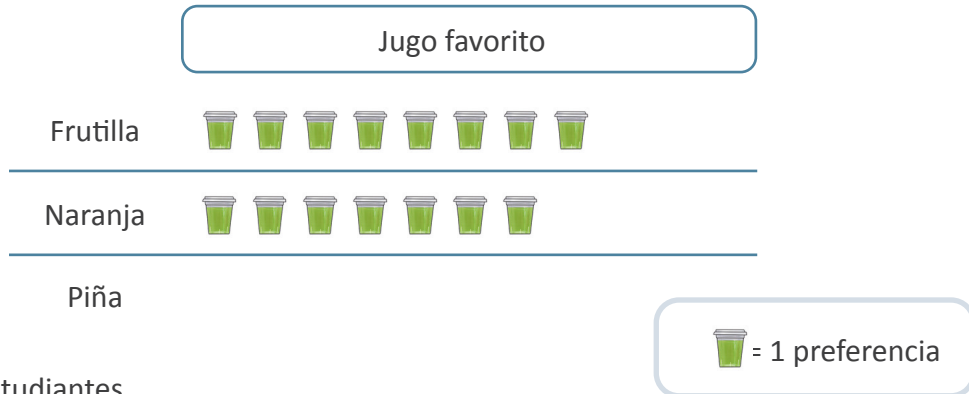 Jugo favorito
Frutilla
Naranja
Piña
= 1 preferencia